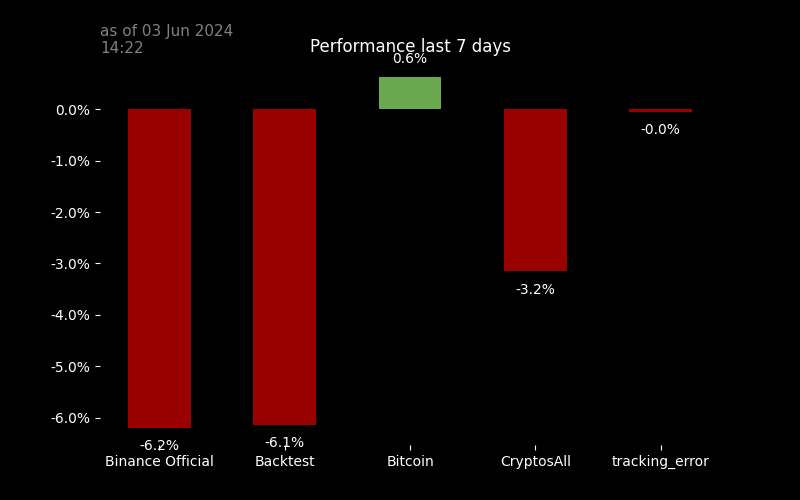 as of 03 Jun 2024
14:22
Performance last 7 days
0.6%
0.0%
-0.0%
-1.0%
-2.0%
-3.0%
-3.2%
-4.0%
-5.0%
-6.0%
-6.2%
-6.1%
Binance Official
Backtest
Bitcoin
CryptosAll
tracking_error